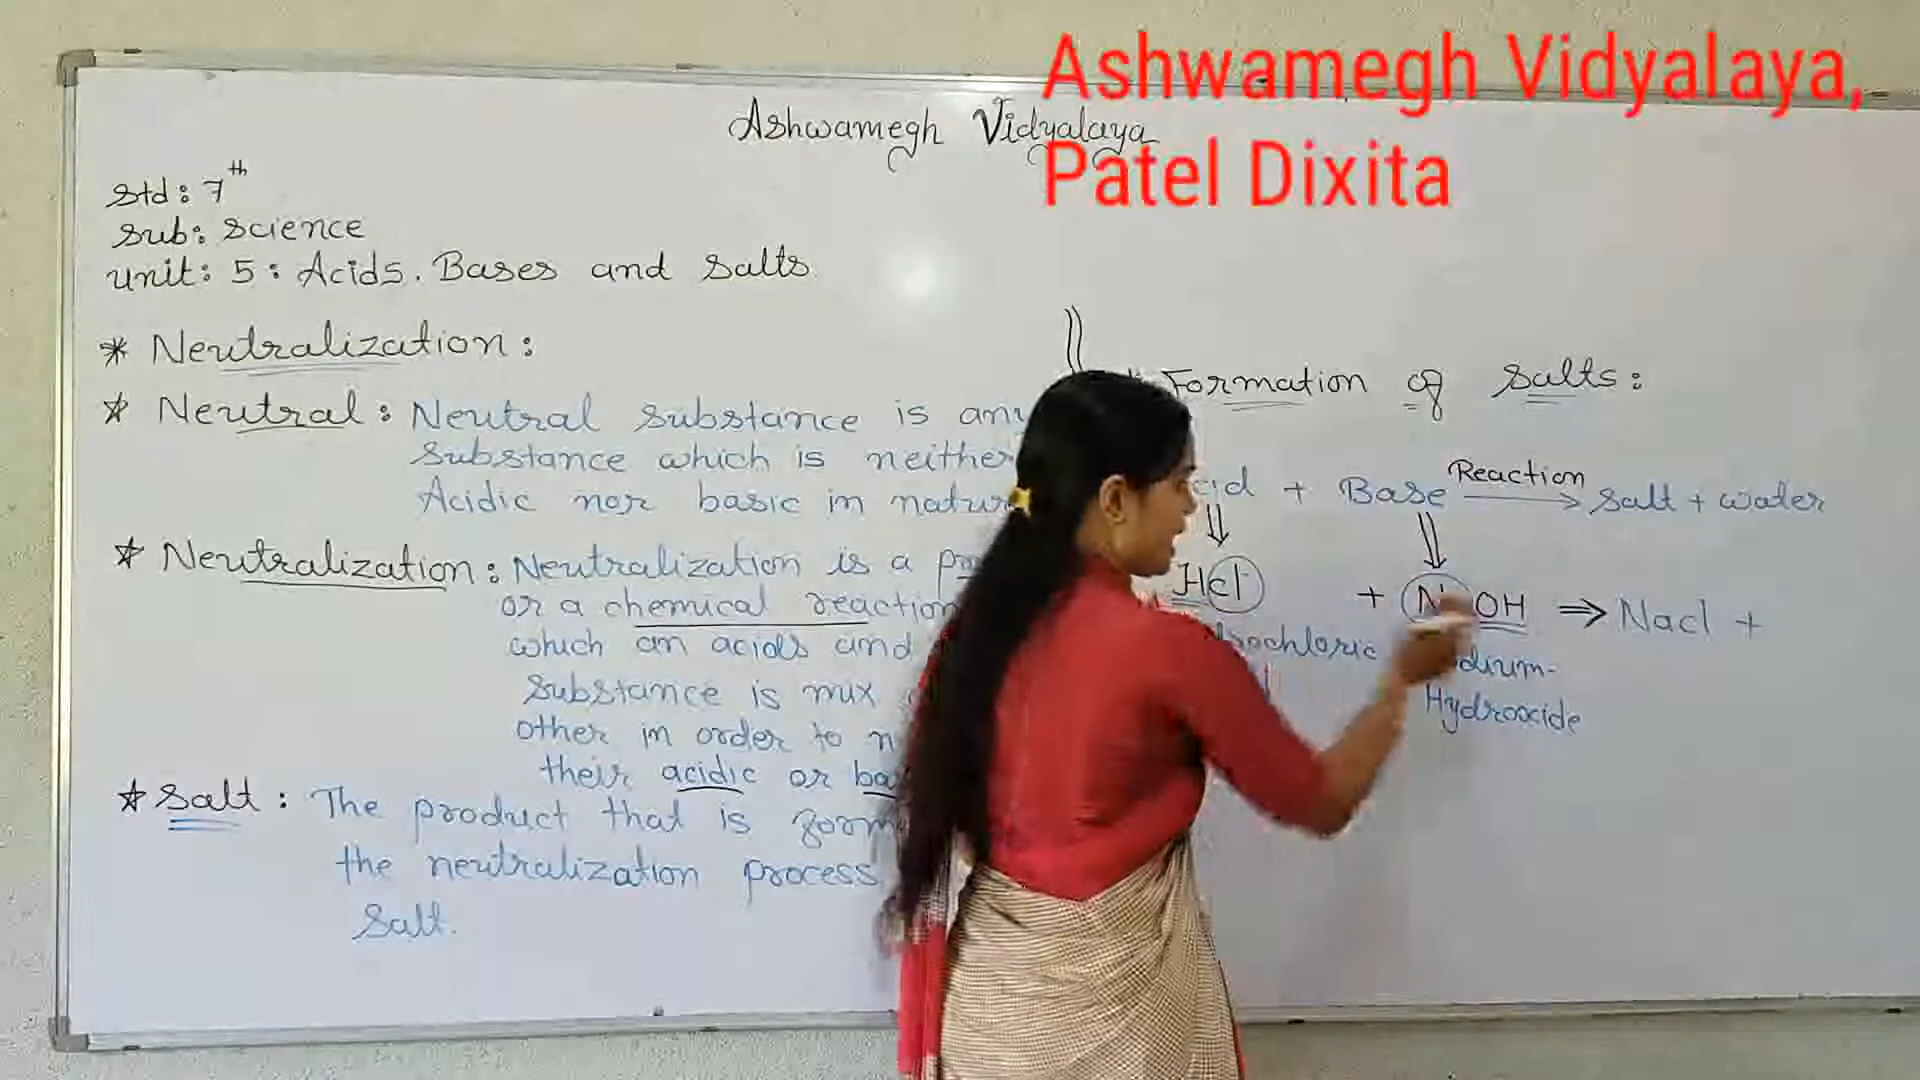 Ashwamegh Vidyalaya,
Patel Dixita
Ashwamegh Vidyalaya
Std: 7th
Sub: Science
Unit: 5: Acids. Bases and Salts
* Neutralization:
* Neutral: Neutral substance is any
substance which is neither
Acidic nor basic in
* Neutralization: Neutralization is a
or a chemical reaction
which an acids and
substance is mix
other in order to
their acidic or
* Salt: The product that is
the neutralization process
Salt.
Formation of Salts:
+ Base Reaction → Salt + water
⇓ ⇓
HCl + OH ⇒ Nacl +
Hydrooxide